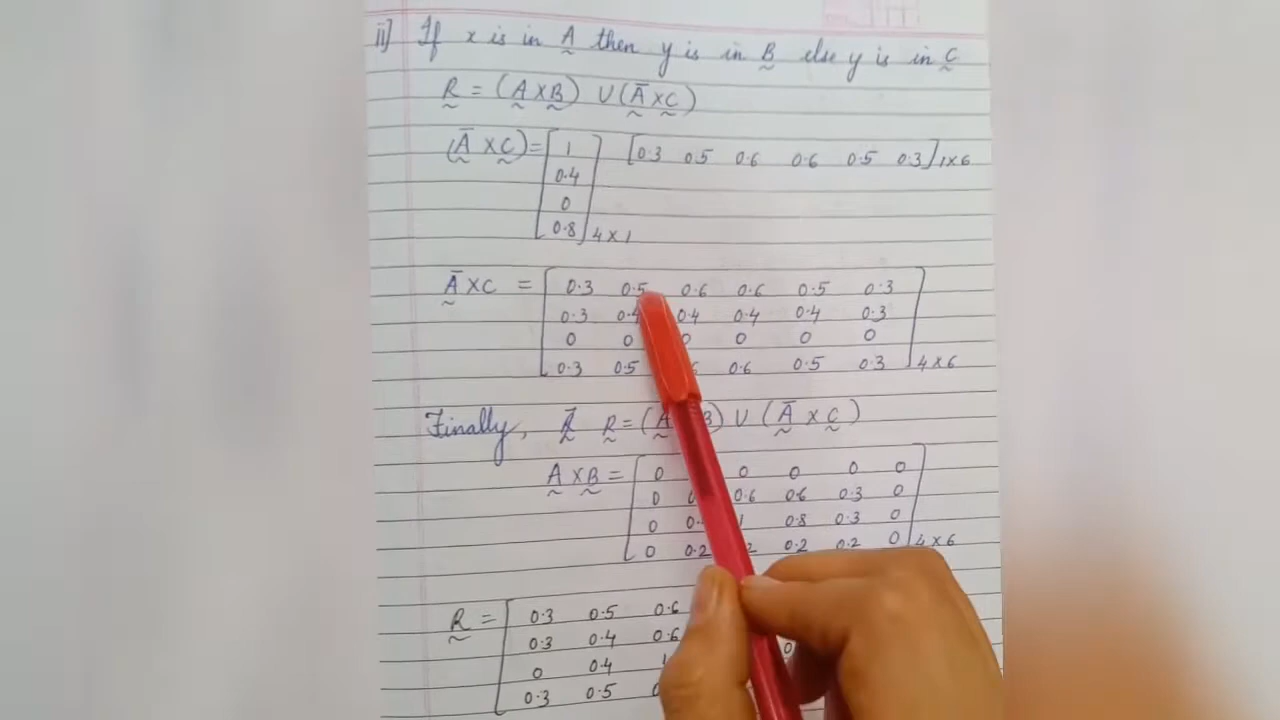 ii] If x is in A then y is in B else y is in C
R = (A×B) ∪ (Ā×C)
(Ā × C) = [ 1 [0.3 0.5 0.6 0.6 0.5 0.3] 1×6
0.4
0
0.8 ] 4×1
Ā×C = [ 0.3 0.5 0.6 0.6 0.5 0.3
0.3 0.4 0.4 0.4 0.4 0.3
0 0 0 0 0 0
0.3 0.5 0.6 0.5 0.3 ] 4×6
Finally, R = (A B) ∪ (Ā × C)
A × B = [ 0 0 0 0 0
0 0.6 0.6 0.3 0
0 1 0.8 0.3 0
0 0.2 0.2 0.2 0 ] 4×6
R = [ 0.3 0.5 0.6
0.3 0.4 0.6
0 0.4 1
0.3 0.5